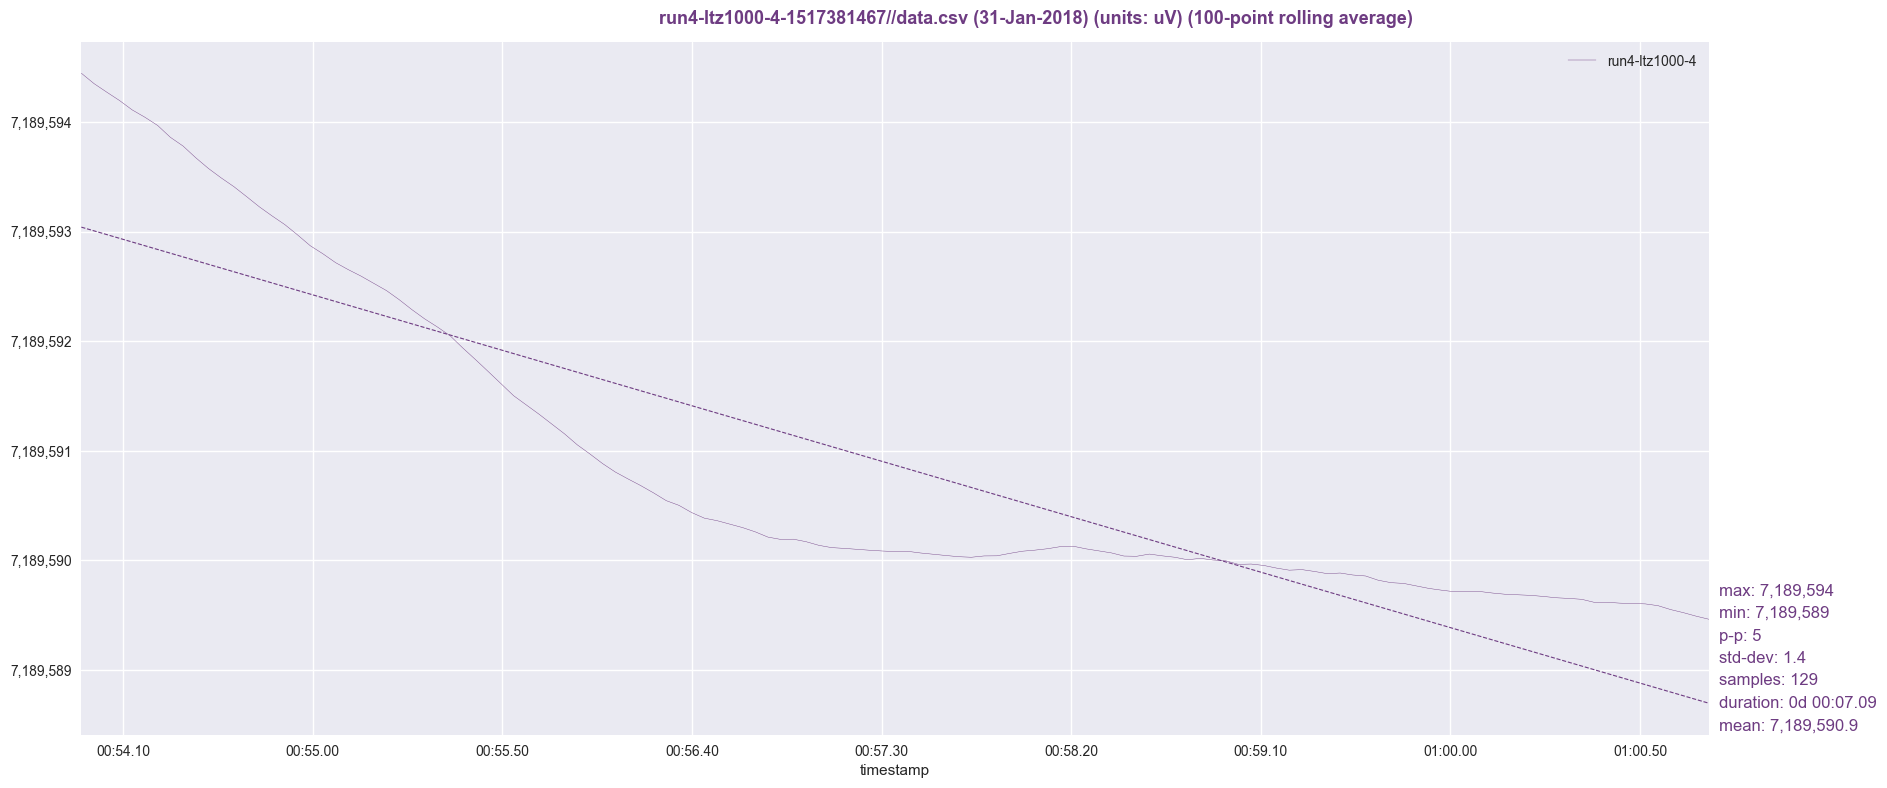 run4-ltz1000-4-1517381467//data.csv (31-Jan-2018) (units: uV) (100-point rolling average)
run4-ltz1000-4
7,189,594
7,189,593
7,189,592
7,189,591
7,189,590
7,189,589
max: 7,189,594
min: 7,189,589
p-p: 5
std-dev: 1.4
samples: 129
duration: 0d 00:07.09
mean: 7,189,590.9
00:54.10 00:55.00 00:55.50 00:56.40 00:57.30 00:58.20 00:59.10 01:00.00 01:00.50
timestamp